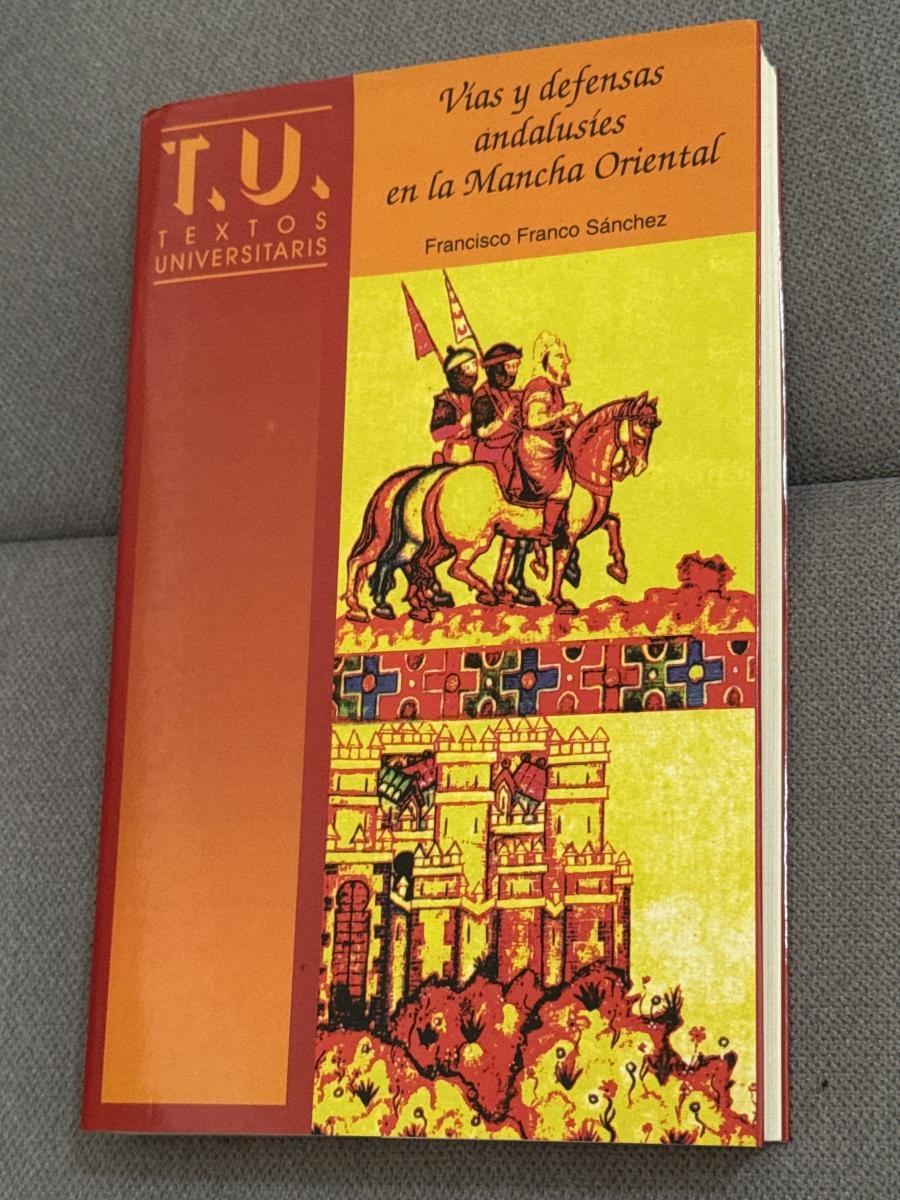 T.U.
TEXTOS
UNIVERSITARIS
Vías y defensas
andalusíes
en la Mancha Oriental
Francisco Franco Sánchez